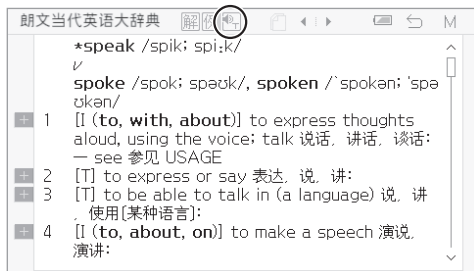 朗文当代英语大辞典 解 例 M
*speak /spik; spiːk/
v
spoke /spok; spəʊk/, spoken /ˋspokən; ˈspə
ʊkən/
1 [I (to, with, about)] to express thoughts
aloud, using the voice; talk 说话，讲话，谈话：
— see 参见 USAGE
2 [T] to express or say 表达，说，讲：
3 [T] to be able to talk in (a language) 说，讲
，使用〔某种语言〕：
4 [I (to, about, on)] to make a speech 演说，
演讲：